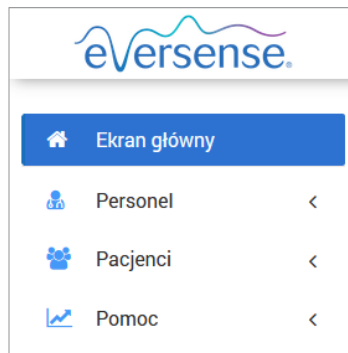 eversense.
Ekran główny
Personel
Pacjenci
Pomoc